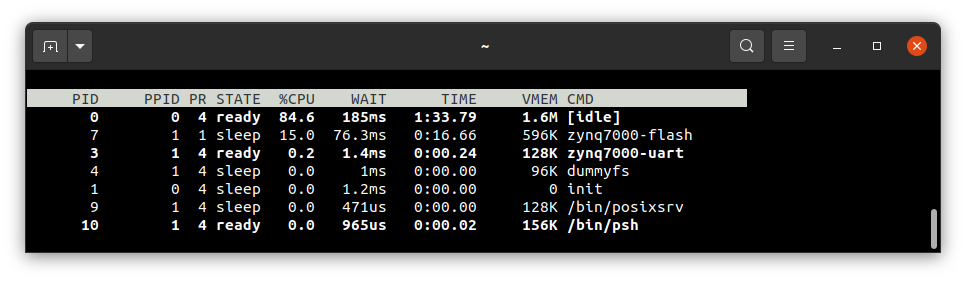 ~
PID PPID PR STATE %CPU WAIT TIME VMEM CMD
0 0 4 ready 84.6 185ms 1:33.79 1.6M [idle]
7 1 1 sleep 15.0 76.3ms 0:16.66 596K zynq7000-flash
3 1 4 ready 0.2 1.4ms 0:00.24 128K zynq7000-uart
4 1 4 sleep 0.0 1ms 0:00.00 96K dummyfs
1 0 4 sleep 0.0 1.2ms 0:00.00 0 init
9 1 4 sleep 0.0 471us 0:00.00 128K /bin/posixsrv
10 1 4 ready 0.0 965us 0:00.02 156K /bin/psh